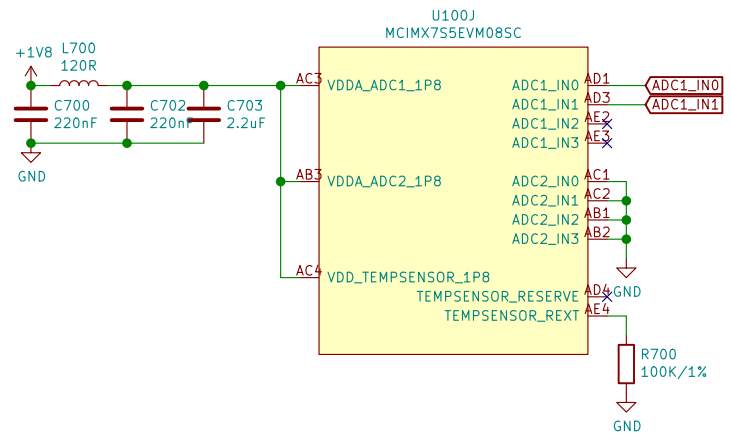 U100J
MCIMX7S5EVM08SC
+1V8
L700
120R
C700
220nF
C702
220nF
C703
2.2uF
GND
AC3
VDDA_ADC1_1P8
AB3
VDDA_ADC2_1P8
AC4
VDD_TEMPSENSOR_1P8
ADC1_IN0
AD1
ADC1_IN0
ADC1_IN1
AD3
ADC1_IN1
ADC1_IN2
AE2
ADC1_IN3
AE3
ADC2_IN0
AC1
ADC2_IN1
AC2
ADC2_IN2
AB1
ADC2_IN3
AB2
GND
TEMPSENSOR_RESERVE
AD4
TEMPSENSOR_REXT
AE4
R700
100K/1%
GND